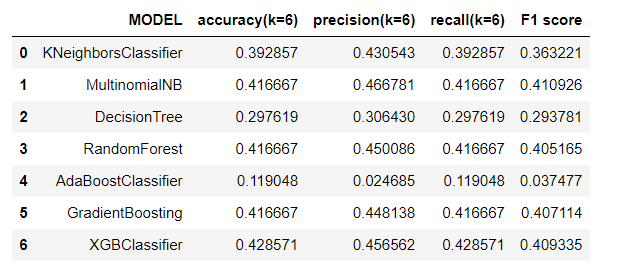 MODEL accuracy(k=6) precision(k=6) recall(k=6) F1 score
0 KNeighborsClassifier 0.392857 0.430543 0.392857 0.363221
1 MultinomialNB 0.416667 0.466781 0.416667 0.410926
2 DecisionTree 0.297619 0.306430 0.297619 0.293781
3 RandomForest 0.416667 0.450086 0.416667 0.405165
4 AdaBoostClassifier 0.119048 0.024685 0.119048 0.037477
5 GradientBoosting 0.416667 0.448138 0.416667 0.407114
6 XGBClassifier 0.428571 0.456562 0.428571 0.409335